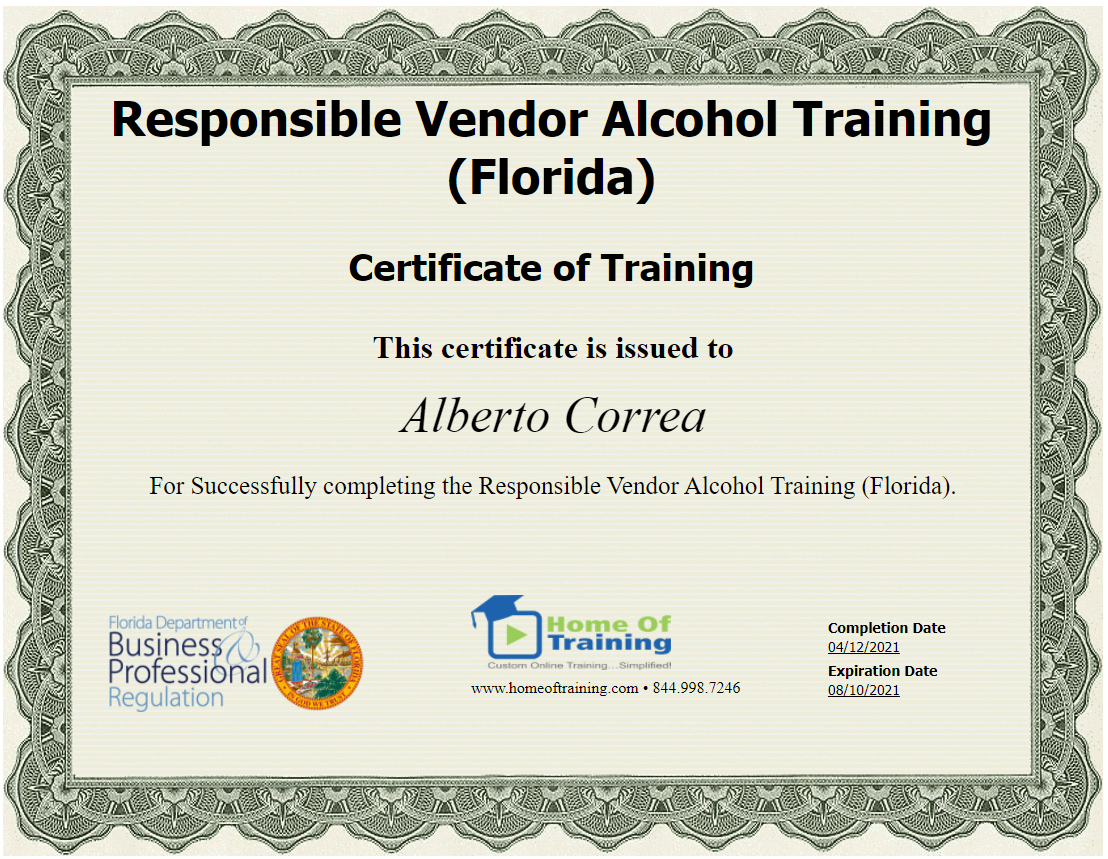 Responsible Vendor Alcohol Training
(Florida)
Certificate of Training
This certificate is issued to
Alberto Correa
For Successfully completing the Responsible Vendor Alcohol Training (Florida).
Florida Department of
Business &
Professional
Regulation
GREAT SEAL OF THE STATE OF FLORIDA
IN GOD WE TRUST
Home Of
Training
Custom Online Training...Simplified!
www.homeoftraining.com • 844.998.7246
Completion Date
04/12/2021
Expiration Date
08/10/2021